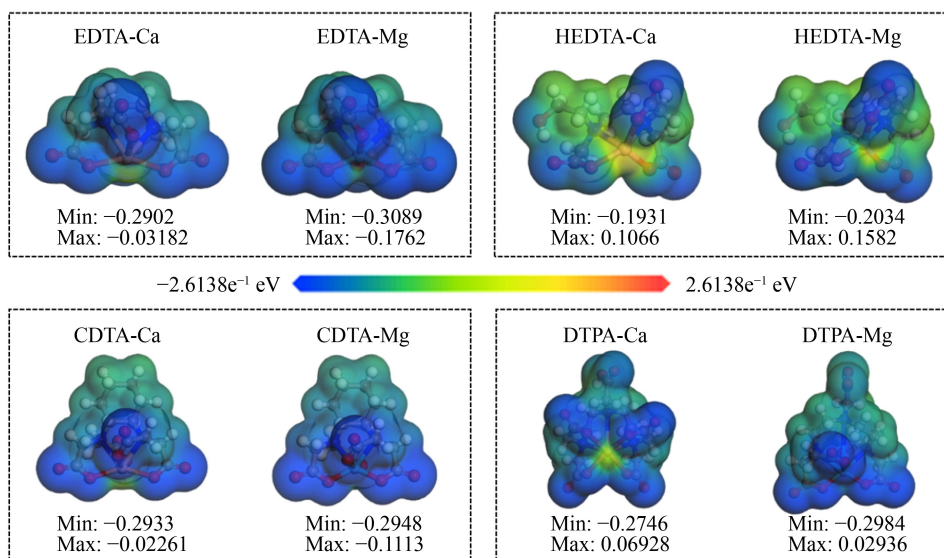 EDTA-Ca
EDTA-Mg
HEDTA-Ca
HEDTA-Mg
Min: −0.2902
Max: −0.03182
Min: −0.3089
Max: −0.1762
Min: −0.1931
Max: 0.1066
Min: −0.2034
Max: 0.1582
−2.6138e⁻¹ eV
2.6138e⁻¹ eV
CDTA-Ca
CDTA-Mg
DTPA-Ca
DTPA-Mg
Min: −0.2933
Max: −0.02261
Min: −0.2948
Max: −0.1113
Min: −0.2746
Max: 0.06928
Min: −0.2984
Max: 0.02936